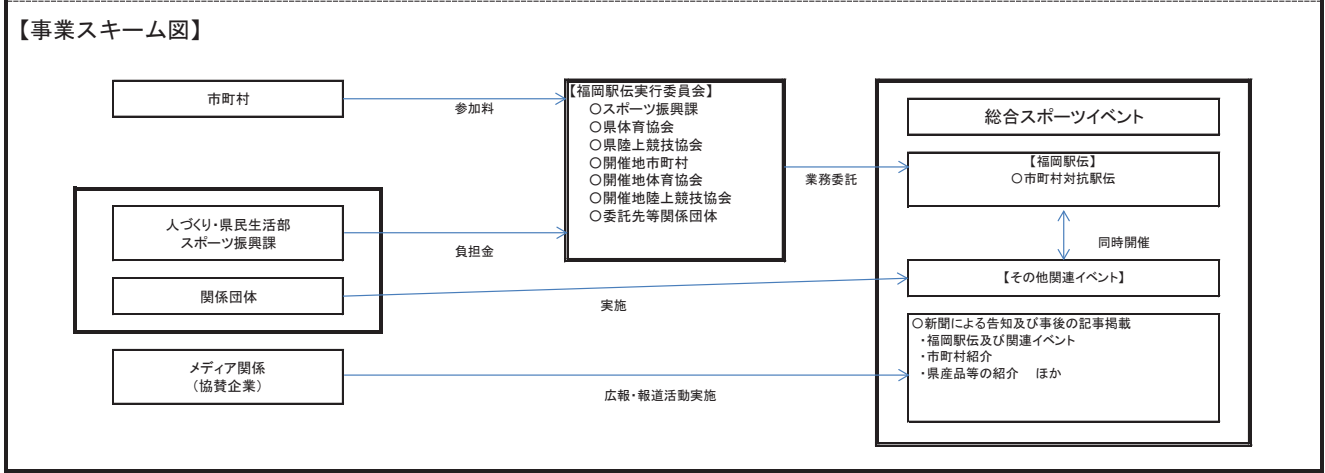 【事業スキーム図】
市町村
参加料
【福岡駅伝実行委員会】
○スポーツ振興課
○県体育協会
○県陸上競技協会
○開催地市町村
○開催地体育協会
○開催地陸上競技協会
○委託先等関係団体
業務委託
総合スポーツイベント
【福岡駅伝】
○市町村対抗駅伝
同時開催
【その他関連イベント】
人づくり・県民生活部
スポーツ振興課
負担金
関係団体
実施
メディア関係
（協賛企業）
広報・報道活動実施
○新聞による告知及び事後の記事掲載
・福岡駅伝及び関連イベント
・市町村紹介
・県産品等の紹介　ほか